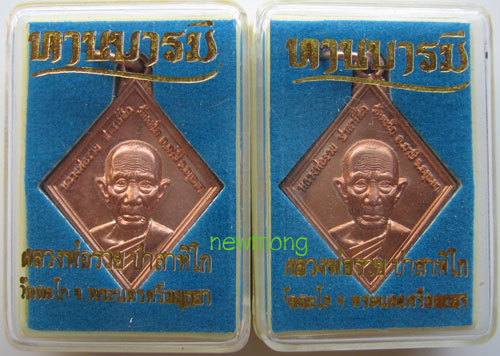 ทานบารมี
หลวงพ่อรวย ปาสาทิโก
วัดตะโก จ.พระนครศรีอยุธยา
ทานบารมี
หลวงพ่อรวย ปาสาทิโก
วัดตะโก จ.พระนครศรีอยุธยา
newtrong